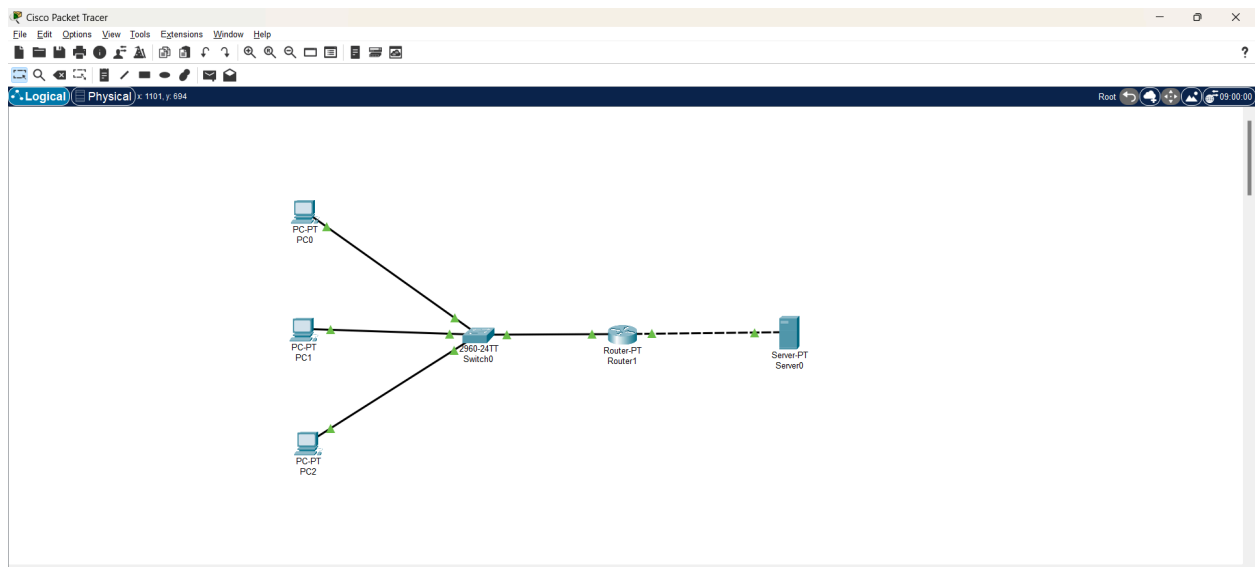 Cisco Packet Tracer
File Edit Options View Tools Extensions Window Help
?
Logical Physical x: 1101, y: 694 Root 09:00:00
PC-PT
PC0
PC-PT
PC1
2960-24TT
Switch0
Router-PT
Router1
Server-PT
Server0
PC-PT
PC2